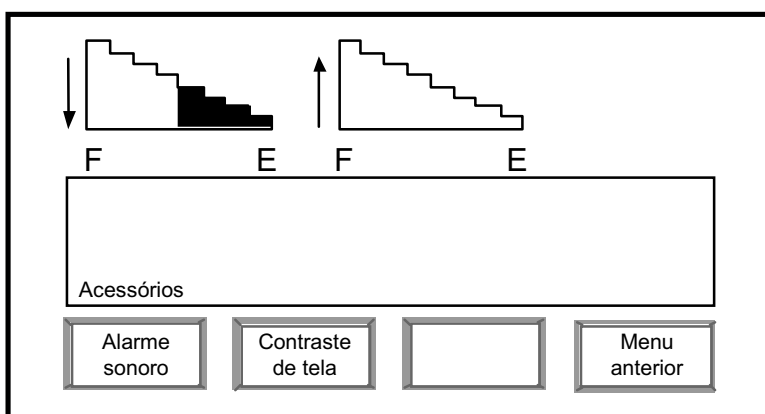 F E F E
Acessórios
Alarme
sonoro
Contraste
de tela
Menu
anterior